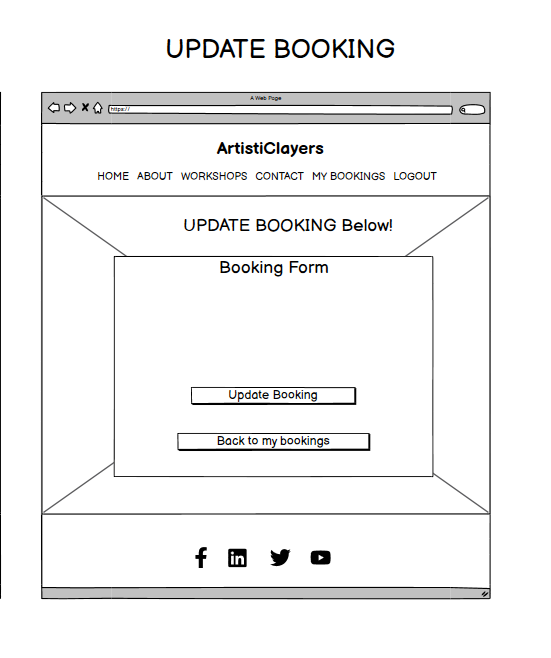 UPDATE BOOKING
A Web Page
https://
ArtistiClayers
HOME ABOUT WORKSHOPS CONTACT MY BOOKINGS LOGOUT
UPDATE BOOKING Below!
Booking Form
Update Booking
Back to my bookings